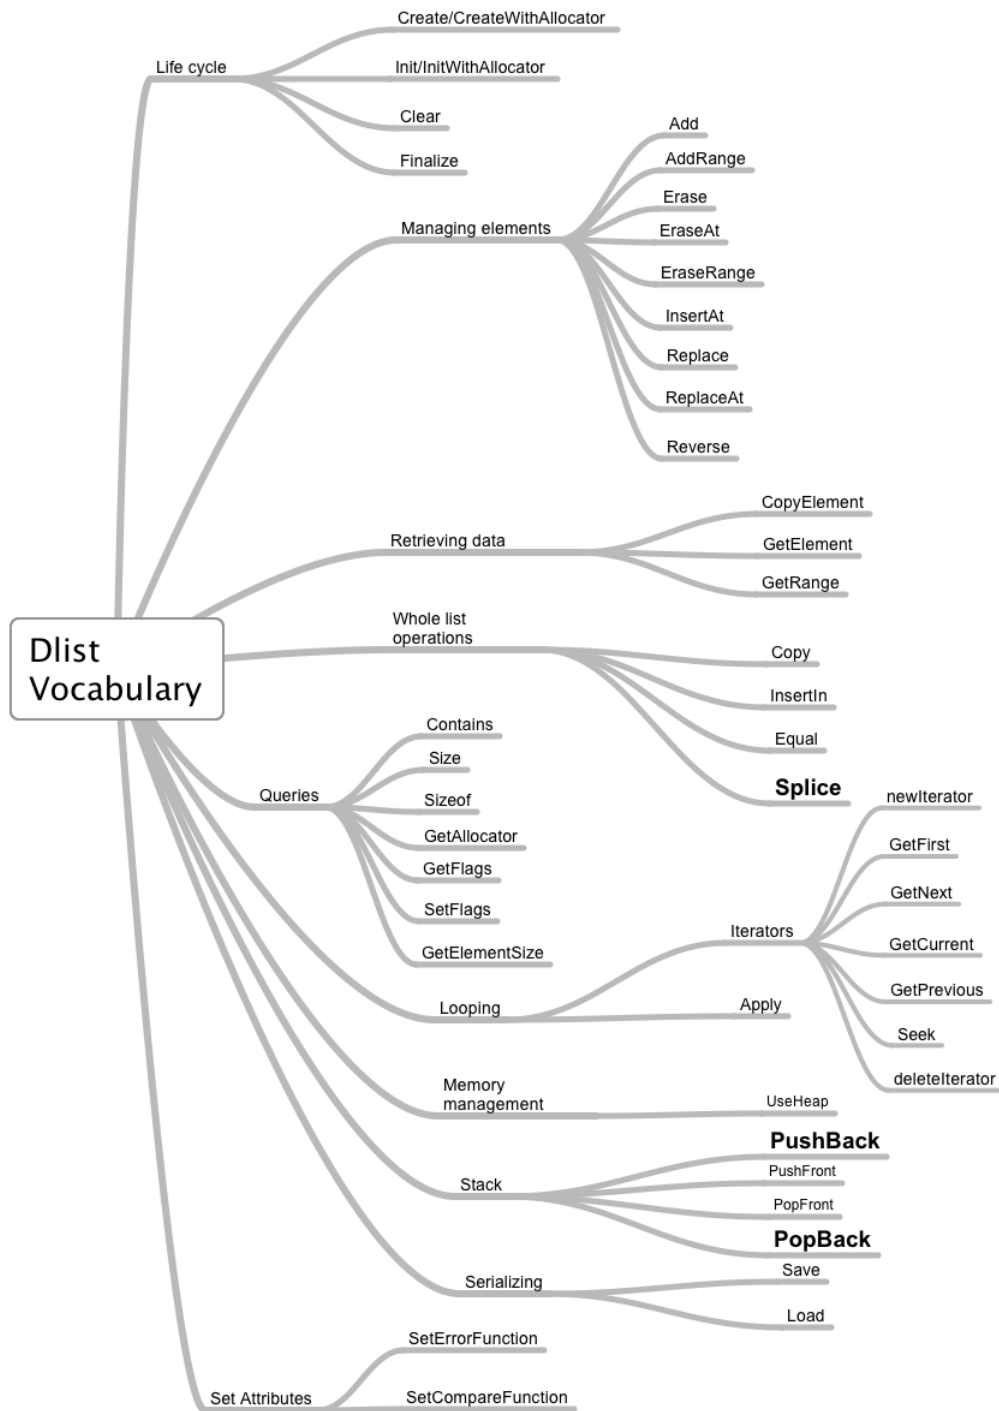 Dlist
Vocabulary
Life cycle
Create/CreateWithAllocator
Init/InitWithAllocator
Clear
Finalize
Managing elements
Add
AddRange
Erase
EraseAt
EraseRange
InsertAt
Replace
ReplaceAt
Reverse
Retrieving data
CopyElement
GetElement
GetRange
Whole list
operations
Copy
InsertIn
Equal
Splice
Queries
Contains
Size
Sizeof
GetAllocator
GetFlags
SetFlags
GetElementSize
Looping
Iterators
newIterator
GetFirst
GetNext
GetCurrent
GetPrevious
Seek
deleteIterator
Apply
Memory
management
UseHeap
Stack
PushBack
PushFront
PopFront
PopBack
Serializing
Save
Load
Set Attributes
SetErrorFunction
SetCompareFunction